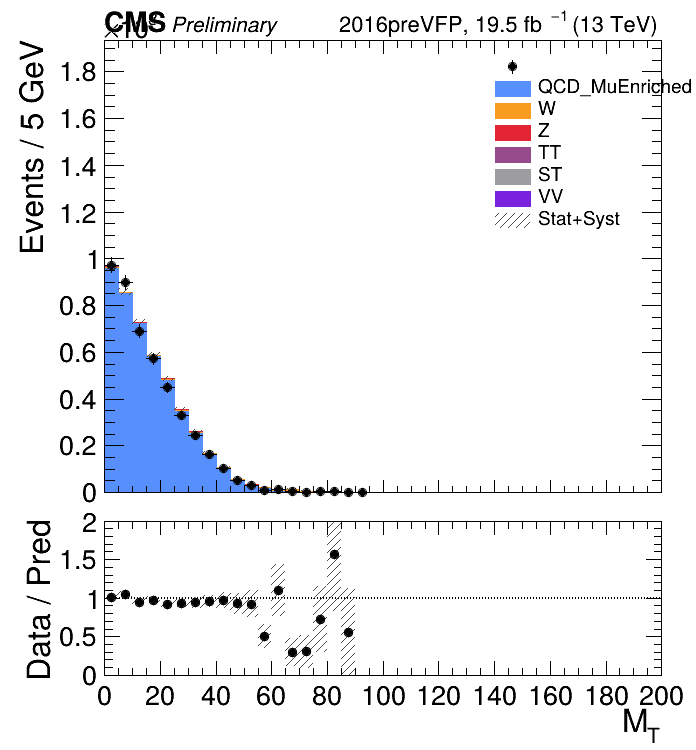 CMS Preliminary 2016preVFP, 19.5 fb⁻¹ (13 TeV)
QCD_MuEnriched
W
Z
TT
ST
VV
Stat+Syst
Events / 5 GeV
1.8
1.6
1.4
1.2
1
0.8
0.6
0.4
0.2
0
Data / Pred
2
1.5
1
0.5
0
0 20 40 60 80 100 120 140 160 180 200
M_T